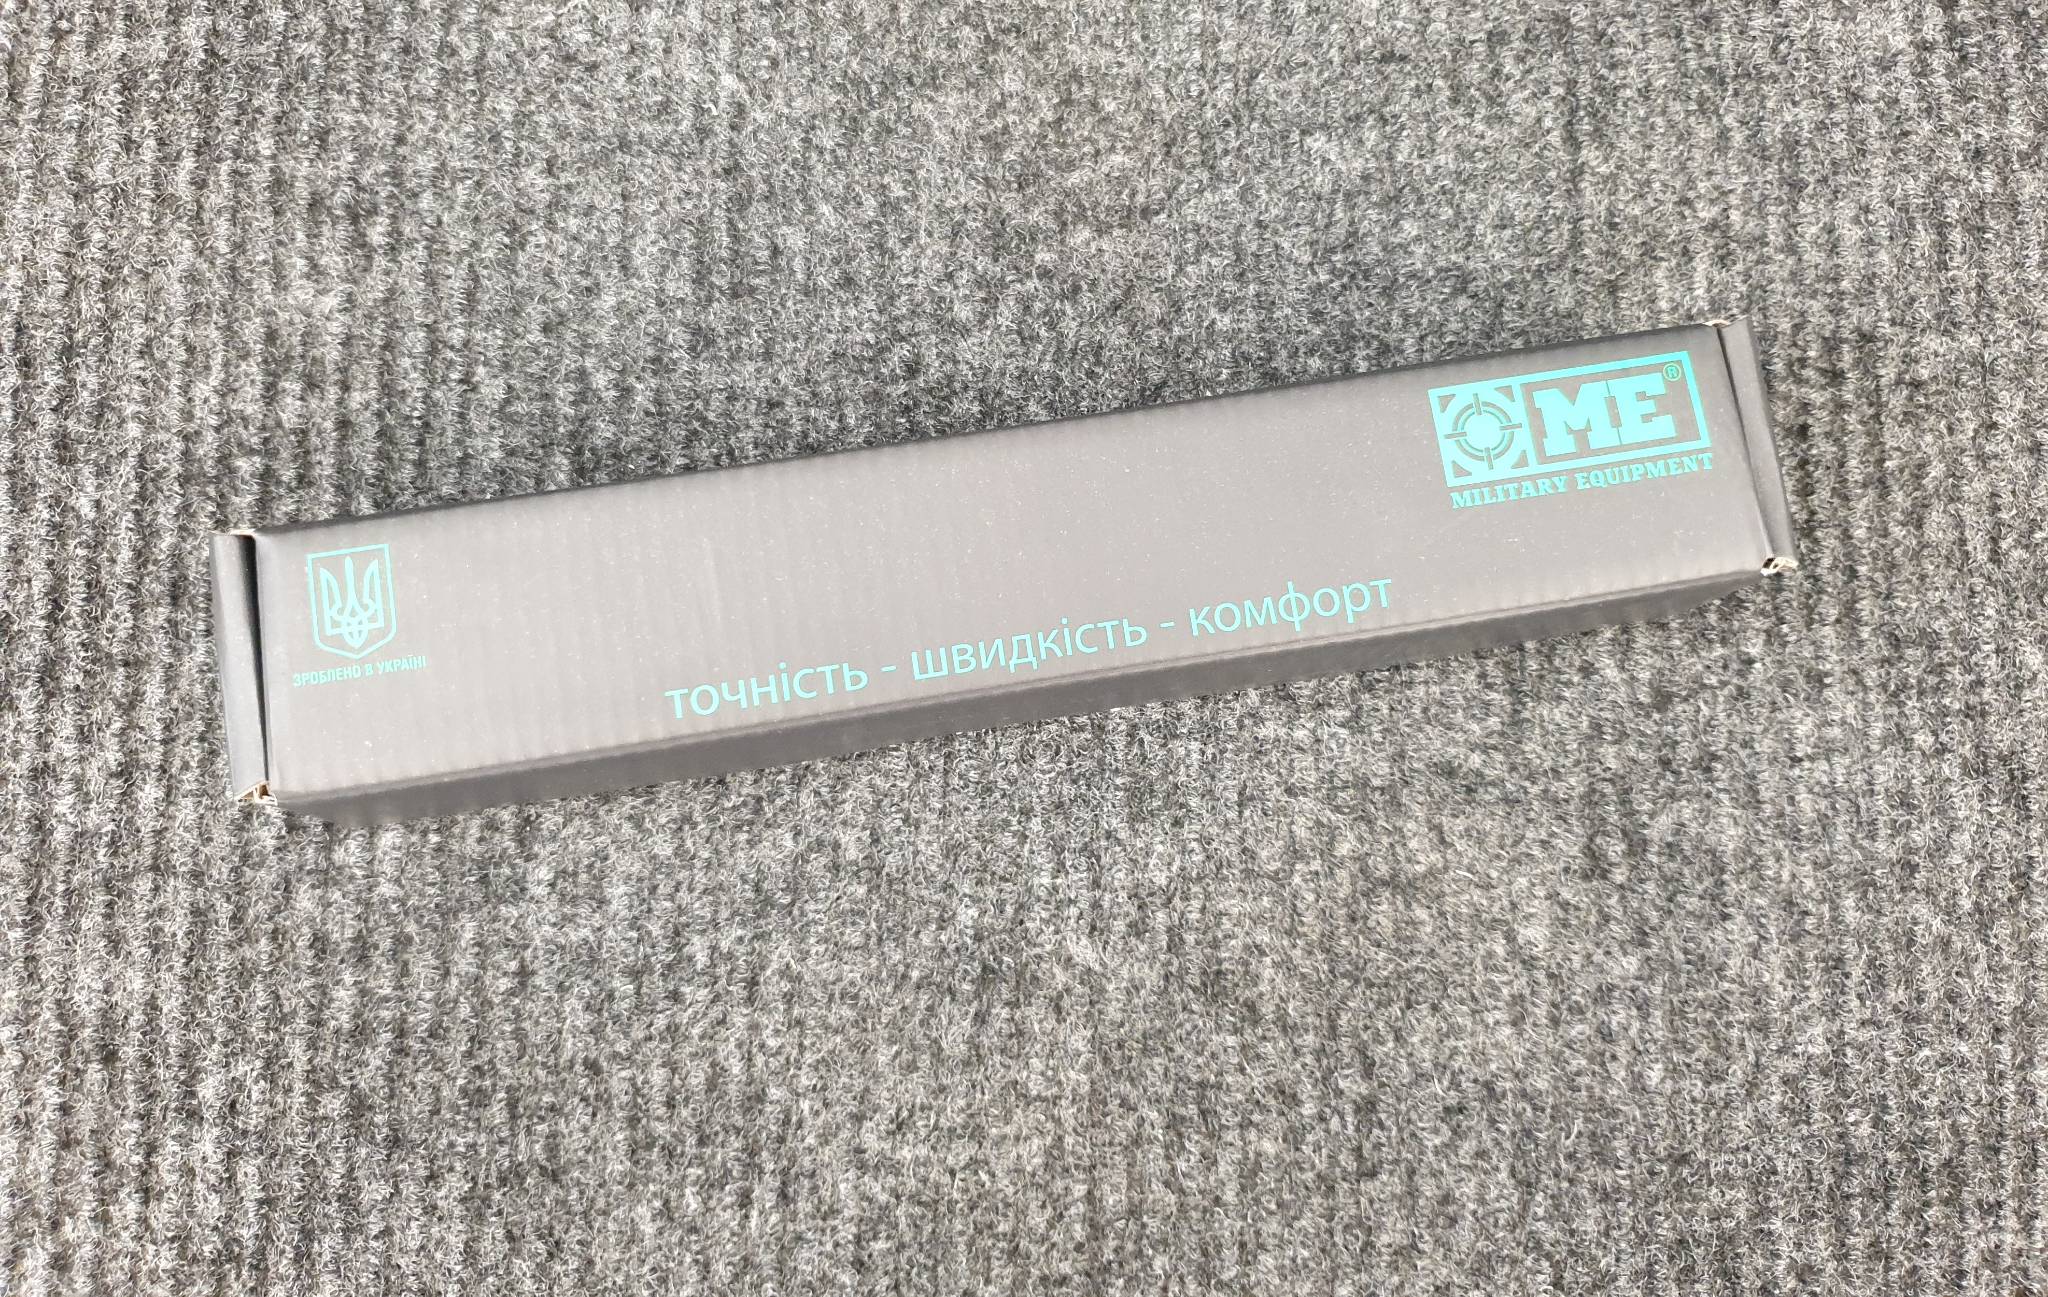 ME®
MILITARY EQUIPMENT
ЗРОБЛЕНО В УКРАЇНІ
точність - швидкість - комфорт